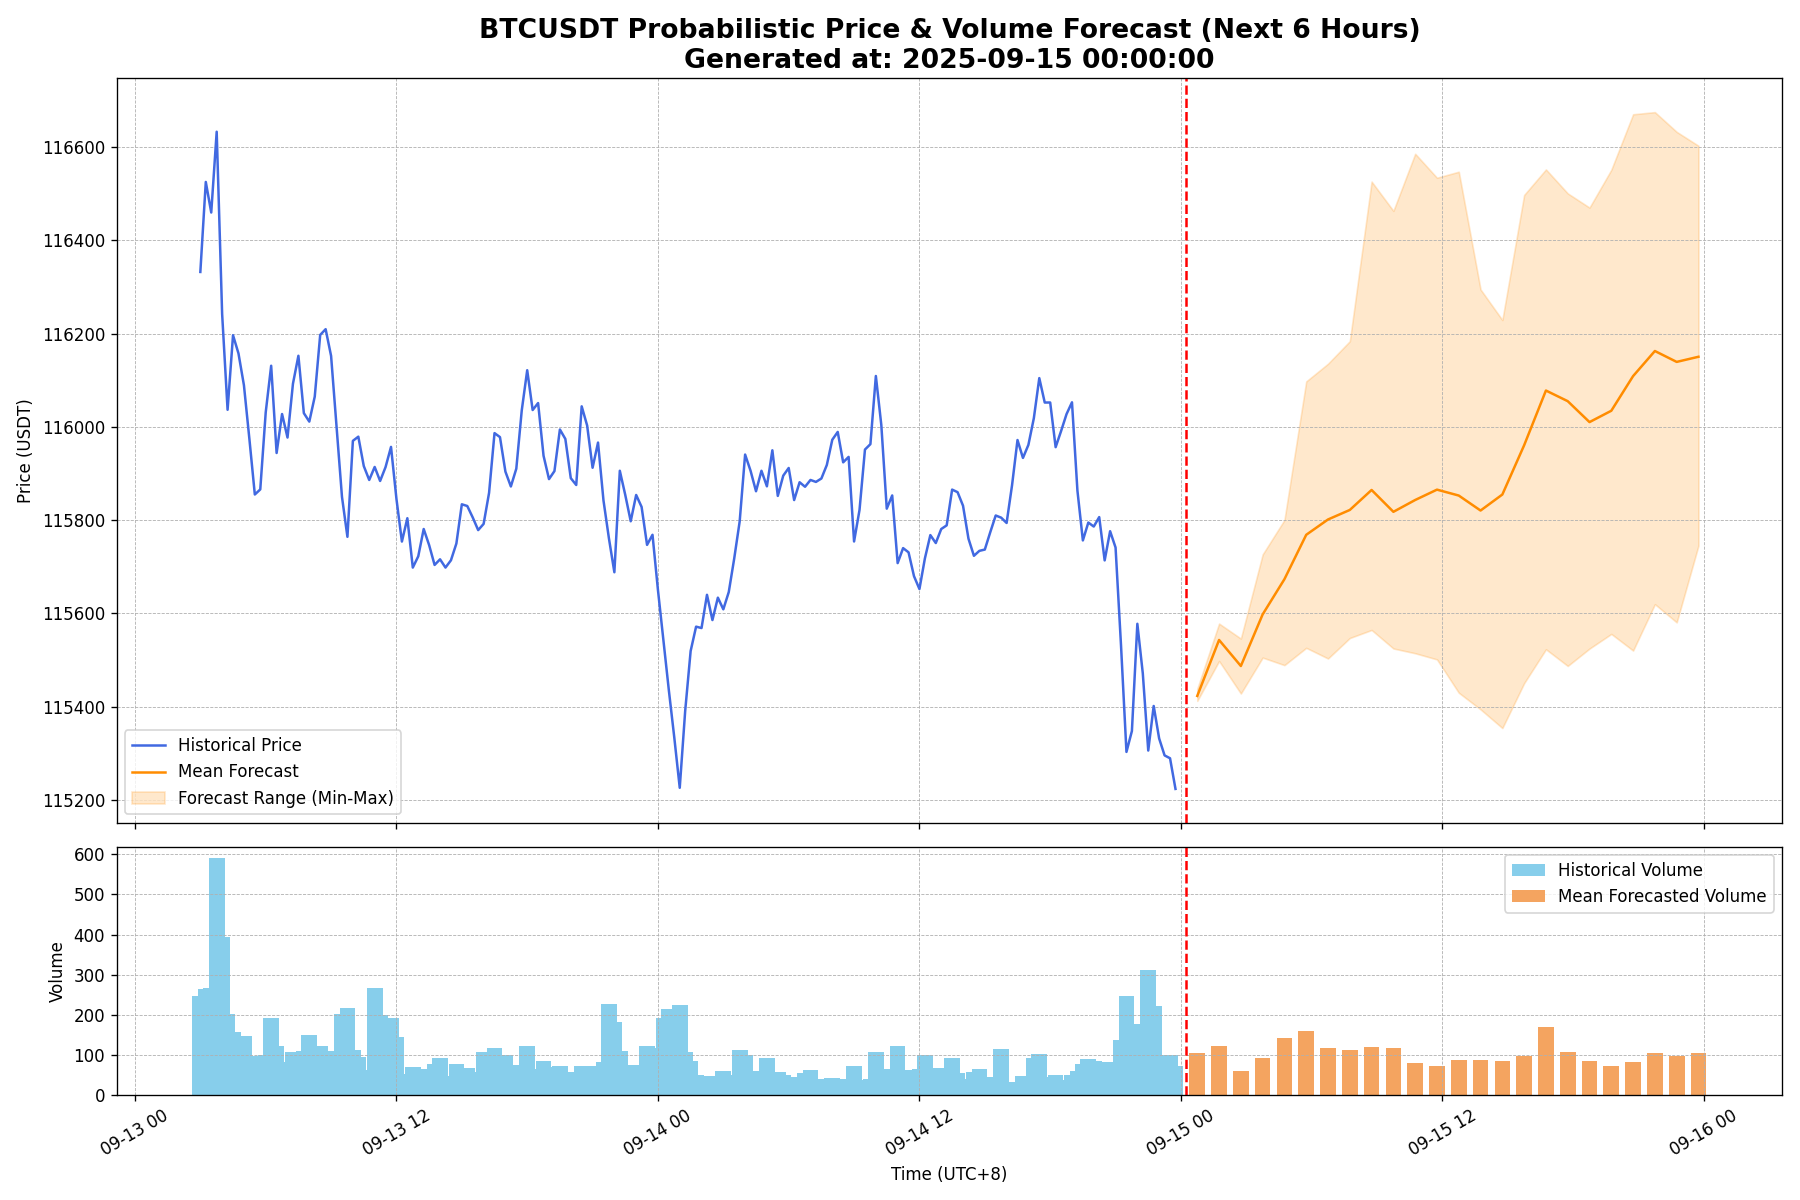 BTCUSDT Probabilistic Price & Volume Forecast (Next 6 Hours)
Generated at: 2025-09-15 00:00:00
Price (USDT)
116600
116400
116200
116000
115800
115600
115400
115200
Historical Price
Mean Forecast
Forecast Range (Min-Max)
Volume
600
500
400
300
200
100
0
Historical Volume
Mean Forecasted Volume
09-13 00
09-13 12
09-14 00
09-14 12
09-15 00
09-15 12
09-16 00
Time (UTC+8)